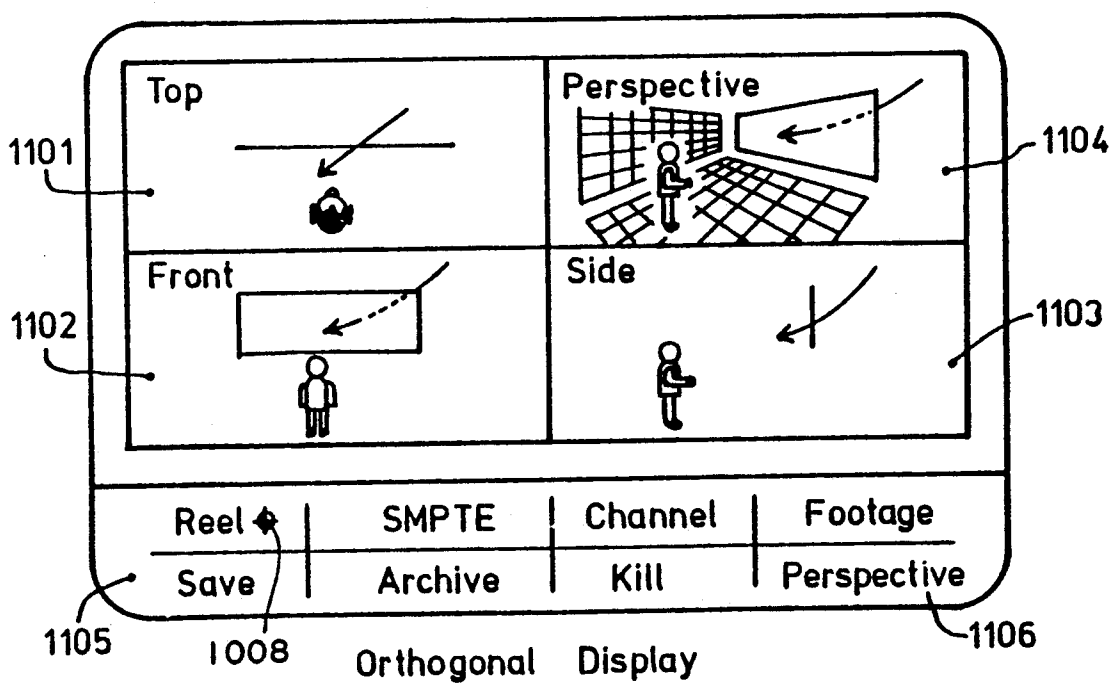 Top
Perspective
1101
1104
Front
Side
1102
1103
Reel
SMPTE
Channel
Footage
Save
Archive
Kill
Perspective
1105
1008
1106
Orthogonal Display